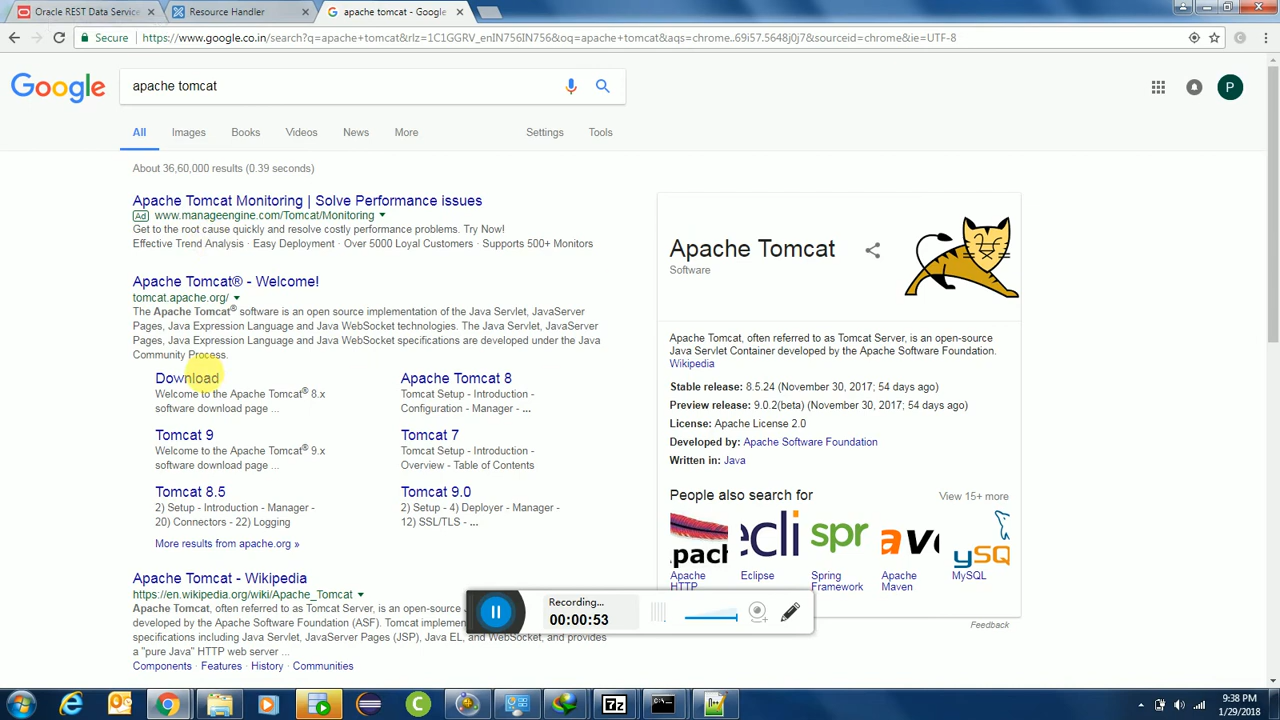 Oracle REST Data Service
Resource Handler
apache tomcat - Google
Secure
https://www.google.co.in/search?q=apache+tomcat&rlz=1C1GGRV_enIN756IN756&oq=apache+tomcat&aqs=chrome..69i57.5648j0j7&sourceid=chrome&ie=UTF-8
Google
apache tomcat
P
All
Images
Books
Videos
News
More
Settings
Tools
About 36,60,000 results (0.39 seconds)
Apache Tomcat Monitoring | Solve Performance issues
Ad www.manageengine.com/Tomcat/Monitoring
Get to the root cause quickly and resolve costly performance problems. Try Now!
Effective Trend Analysis · Easy Deployment · Over 5000 Loyal Customers · Supports 500+ Monitors
Apache Tomcat® - Welcome!
tomcat.apache.org/
The Apache Tomcat® software is an open source implementation of the Java Servlet, JavaServer
Pages, Java Expression Language and Java WebSocket technologies. The Java Servlet, JavaServer
Pages, Java Expression Language and Java WebSocket specifications are developed under the Java
Community Process.
Download
Welcome to the Apache Tomcat® 8.x
software download page ...
Apache Tomcat 8
Tomcat Setup - Introduction -
Configuration - Manager - ...
Tomcat 9
Welcome to the Apache Tomcat® 9.x
software download page ...
Tomcat 7
Tomcat Setup - Introduction -
Overview - Table of Contents
Tomcat 8.5
2) Setup - Introduction - Manager -
20) Connectors - 22) Logging
Tomcat 9.0
2) Setup - 4) Deployer - Manager -
12) SSL/TLS - ...
More results from apache.org »
Apache Tomcat - Wikipedia
https://en.wikipedia.org/wiki/Apache_Tomcat
Apache Tomcat, often referred to as Tomcat Server, is an open-source
developed by the Apache Software Foundation (ASF). Tomcat implemen
specifications including Java Servlet, JavaServer Pages (JSP), Java EL, and WebSocket, and provides
a "pure Java" HTTP web server ...
Components · Features · History · Communities
Apache Tomcat
Software
Apache Tomcat, often referred to as Tomcat Server, is an open-source
Java Servlet Container developed by the Apache Software Foundation.
Wikipedia
Stable release: 8.5.24 (November 30, 2017; 54 days ago)
Preview release: 9.0.2(beta) (November 30, 2017; 54 days ago)
License: Apache License 2.0
Developed by: Apache Software Foundation
Written in: Java
People also search for
View 15+ more
Apache
HTTP
Eclipse
Spring
Framework
Apache
Maven
MySQL
Feedback
Recording...
00:00:53
7z
9:38 PM
1/29/2018